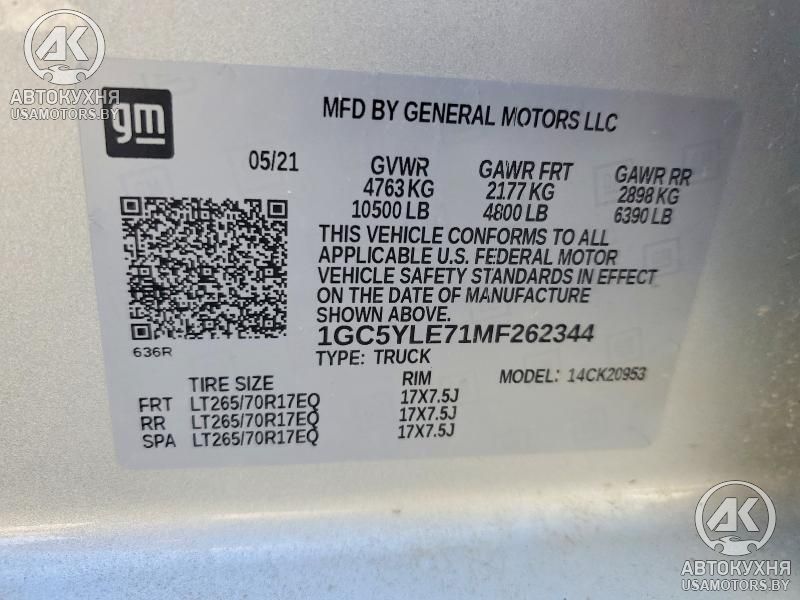 AK
АВТОКУХНЯ
USAMOTORS.BY
gm
MFD BY GENERAL MOTORS LLC
05/21
GVWR GAWR FRT GAWR RR
4763 KG 2177 KG 2898 KG
10500 LB 4800 LB 6390 LB
THIS VEHICLE CONFORMS TO ALL
APPLICABLE U.S. FEDERAL MOTOR
VEHICLE SAFETY STANDARDS IN EFFECT
ON THE DATE OF MANUFACTURE
SHOWN ABOVE.
1GC5YLE71MF262344
636R
TYPE: TRUCK
MODEL: 14CK20953
TIRE SIZE RIM
FRT LT265/70R17EQ 17X7.5J
RR LT265/70R17EQ 17X7.5J
SPA LT265/70R17EQ 17X7.5J
AK
АВТОКУХНЯ
USAMOTORS.BY